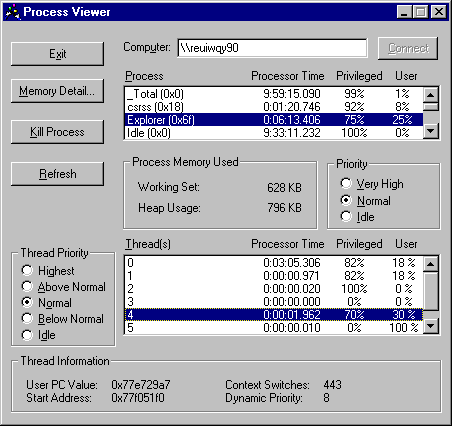 Process Viewer
Exit
Computer: \\reuiwqy90 Connect
Memory Detail...
Kill Process
Refresh
Process Processor Time Privileged User
_Total (0x0) 9:59:15.090 99% 1%
csrss (0x18) 0:01:20.746 92% 8%
Explorer (0x6f) 0:06:13.406 75% 25%
Idle (0x0) 9:33:11.232 100% 0%
Process Memory Used
Working Set: 628 KB
Heap Usage: 796 KB
Priority
Very High
Normal
Idle
Thread Priority
Highest
Above Normal
Normal
Below Normal
Idle
Thread(s) Processor Time Privileged User
0 0:03:05.306 82% 18 %
1 0:00:00.971 82% 18 %
2 0:00:00.020 100% 0 %
3 0:00:00.000 0% 0 %
4 0:00:01.962 70% 30 %
5 0:00:00.010 0% 100 %
Thread Information
User PC Value: 0x77e729a7 Context Switches: 443
Start Address: 0x77f051f0 Dynamic Priority: 8